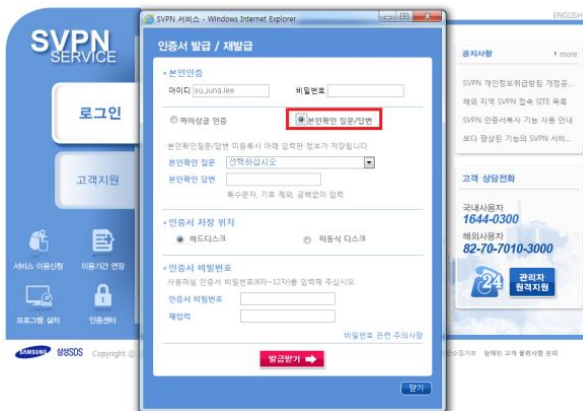 ENGLISH
SVPN
SERVICE
로그인
고객지원
서비스 이용신청
이용기간 연장
프로그램 설치
인증센터
SAMSUNG 삼성SDS Copyright ⓒ
SVPN 서비스 - Windows Internet Explorer
인증서 발급 / 재발급
본인인증
아이디 su_jung.lee 비밀번호
마이싱글 인증 본인확인 질문/답변
본인확인질문/답변 미등록시 아래 입력한 정보가 저장됩니다.
본인확인 질문 선택하십시오
본인확인 답변
특수문자, 기호 제외, 공백없이 입력
인증서 저장 위치
하드디스크 이동식 디스크
인증서 비밀번호
사용하실 인증서 비밀번호(6자~12자)를 입력해 주십시오.
인증서 비밀번호
재입력
비밀번호 관련 주의사항
발급받기
닫기
공지사항 more
SVPN 개인정보취급방침 개정공...
해외 지역 SVPN 접속 SITE 목록
SVPN 인증서복사 기능 사용 안내
보다 향상된 기능의 SVPN 서비...
고객 상담전화
국내사용자
1644-0300
해외사용자
82-70-7010-3000
24
관리자
원격지원
장애민 고객 불편사항 문의